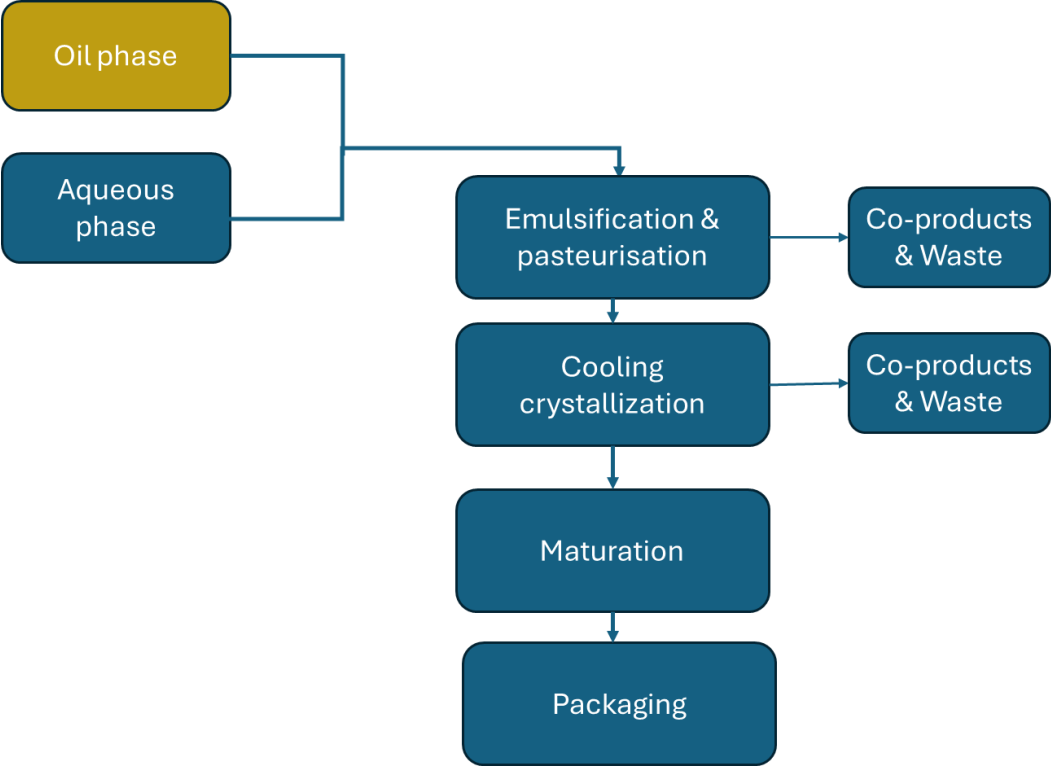 Oil phase
Aqueous
phase
Emulsification &
pasteurisation
Co-products
& Waste
Cooling
crystallization
Co-products
& Waste
Maturation
Packaging